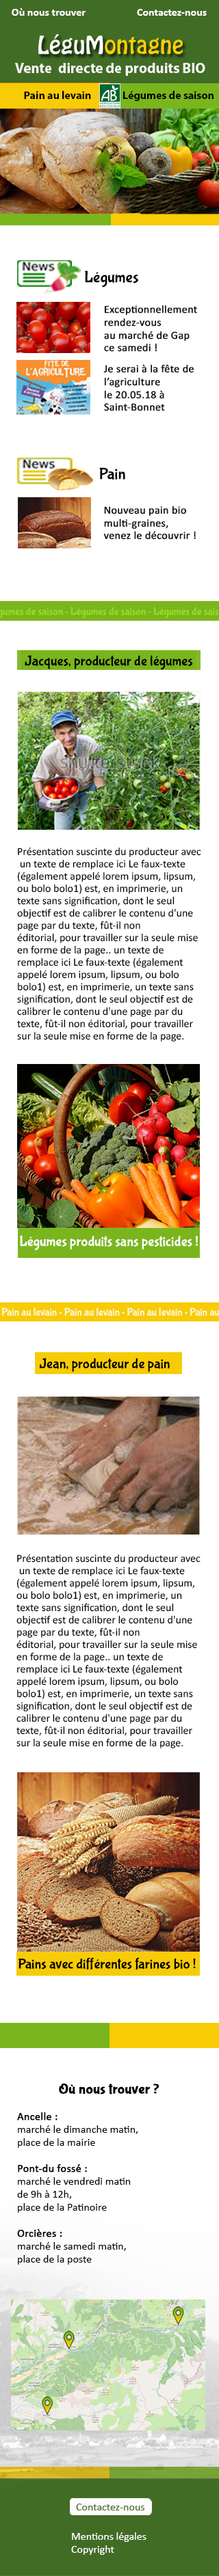 Où nous trouver
Contactez-nous
LéguMontagne
Vente directe de produits BIO
Pain au levain
AB
Légumes de saison
News
Légumes
Exceptionnellement
rendez-vous
au marché de Gap
ce samedi !
FÊTE DE
L'AGRICULTURE
Je serai à la fête de
l'agriculture
le 20.05.18 à
Saint-Bonnet
News
Pain
Nouveau pain bio
multi-graines,
venez le découvrir !
gumes de saison - Légumes de saison - Légumes de sais
Jacques, producteur de légumes
shutterstock
Présentation suscinte du producteur avec
un texte de remplace ici Le faux-texte
(également appelé lorem ipsum, lipsum,
ou bolo bolo1) est, en imprimerie, un
texte sans signification, dont le seul
objectif est de calibrer le contenu d'une
page par du texte, fût-il non
éditorial, pour travailler sur la seule mise
en forme de la page.. un texte de
remplace ici Le faux-texte (également
appelé lorem ipsum, lipsum, ou bolo
bolo1) est, en imprimerie, un texte sans
signification, dont le seul objectif est de
calibrer le contenu d'une page par du
texte, fût-il non éditorial, pour travailler
sur la seule mise en forme de la page.
Légumes produits sans pesticides !
Pain au levain - Pain au levain - Pain au levain - Pain au
Jean, producteur de pain
Présentation suscinte du producteur avec
un texte de remplace ici Le faux-texte
(également appelé lorem ipsum, lipsum,
ou bolo bolo1) est, en imprimerie, un
texte sans signification, dont le seul
objectif est de calibrer le contenu d'une
page par du texte, fût-il non
éditorial, pour travailler sur la seule mise
en forme de la page.. un texte de
remplace ici Le faux-texte (également
appelé lorem ipsum, lipsum, ou bolo
bolo1) est, en imprimerie, un texte sans
signification, dont le seul objectif est de
calibrer le contenu d'une page par du
texte, fût-il non éditorial, pour travailler
sur la seule mise en forme de la page.
Pains avec différentes farines bio !
Où nous trouver ?
Ancelle :
marché le dimanche matin,
place de la mairie
Pont-du fossé :
marché le vendredi matin
de 9h à 12h,
place de la Patinoire
Orcières :
marché le samedi matin,
place de la poste
Contactez-nous
Mentions légales
Copyright